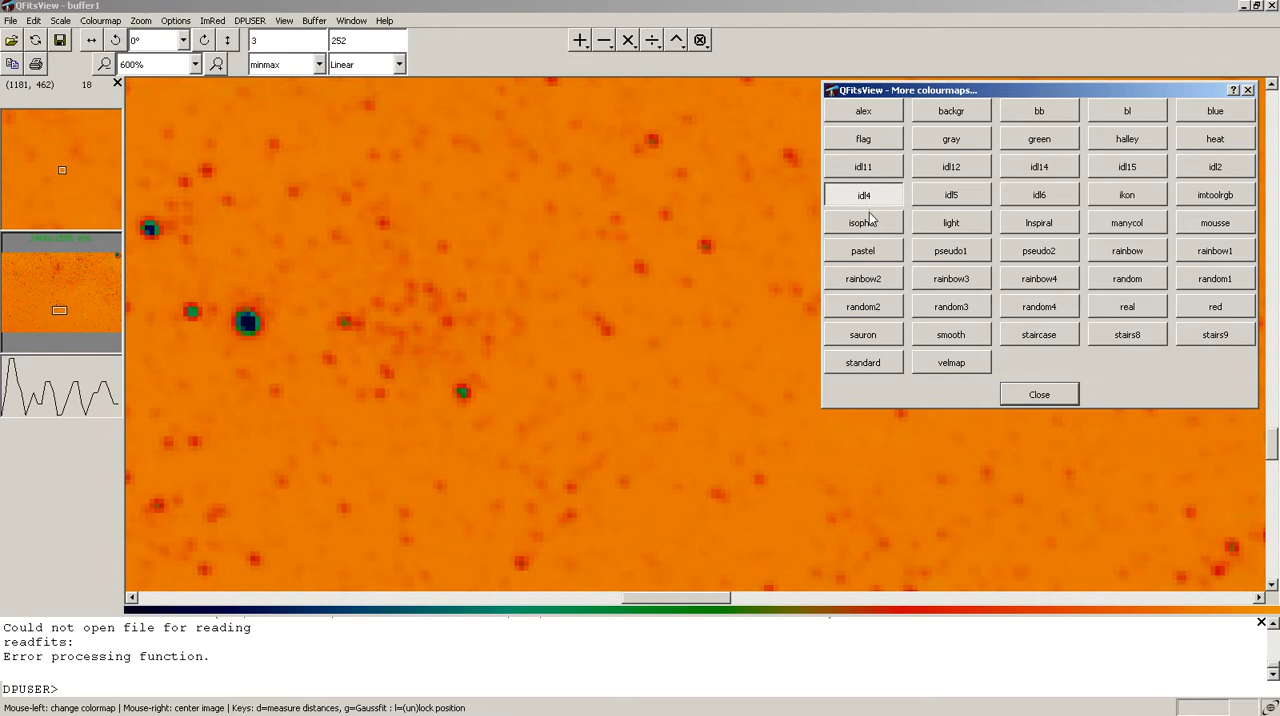 QFitsView - buffer1
File Edit Scale Colourmap Zoom Options ImRed DPUSER View Buffer Window Help
0° 3 252
600% minmax Linear
(1181, 462) 18
QFitsView - More colourmaps...
alex backgr bb bl blue
flag gray green halley heat
idl11 idl12 idl14 idl15 idl2
idl4 idl5 idl6 ikon imtoolrgb
light lnspiral manycol mousse
pastel pseudo1 pseudo2 rainbow rainbow1
rainbow2 rainbow3 rainbow4 random random1
random2 random3 random4 real red
sauron smooth staircase stairs8 stairs9
standard velmap
Close
Could not open file for reading
readfits:
Error processing function.
DPUSER>
Mouse-left: change colormap | Mouse-right: center image | Keys: d=measure distances, g=Gaussfit : l=(un)lock position